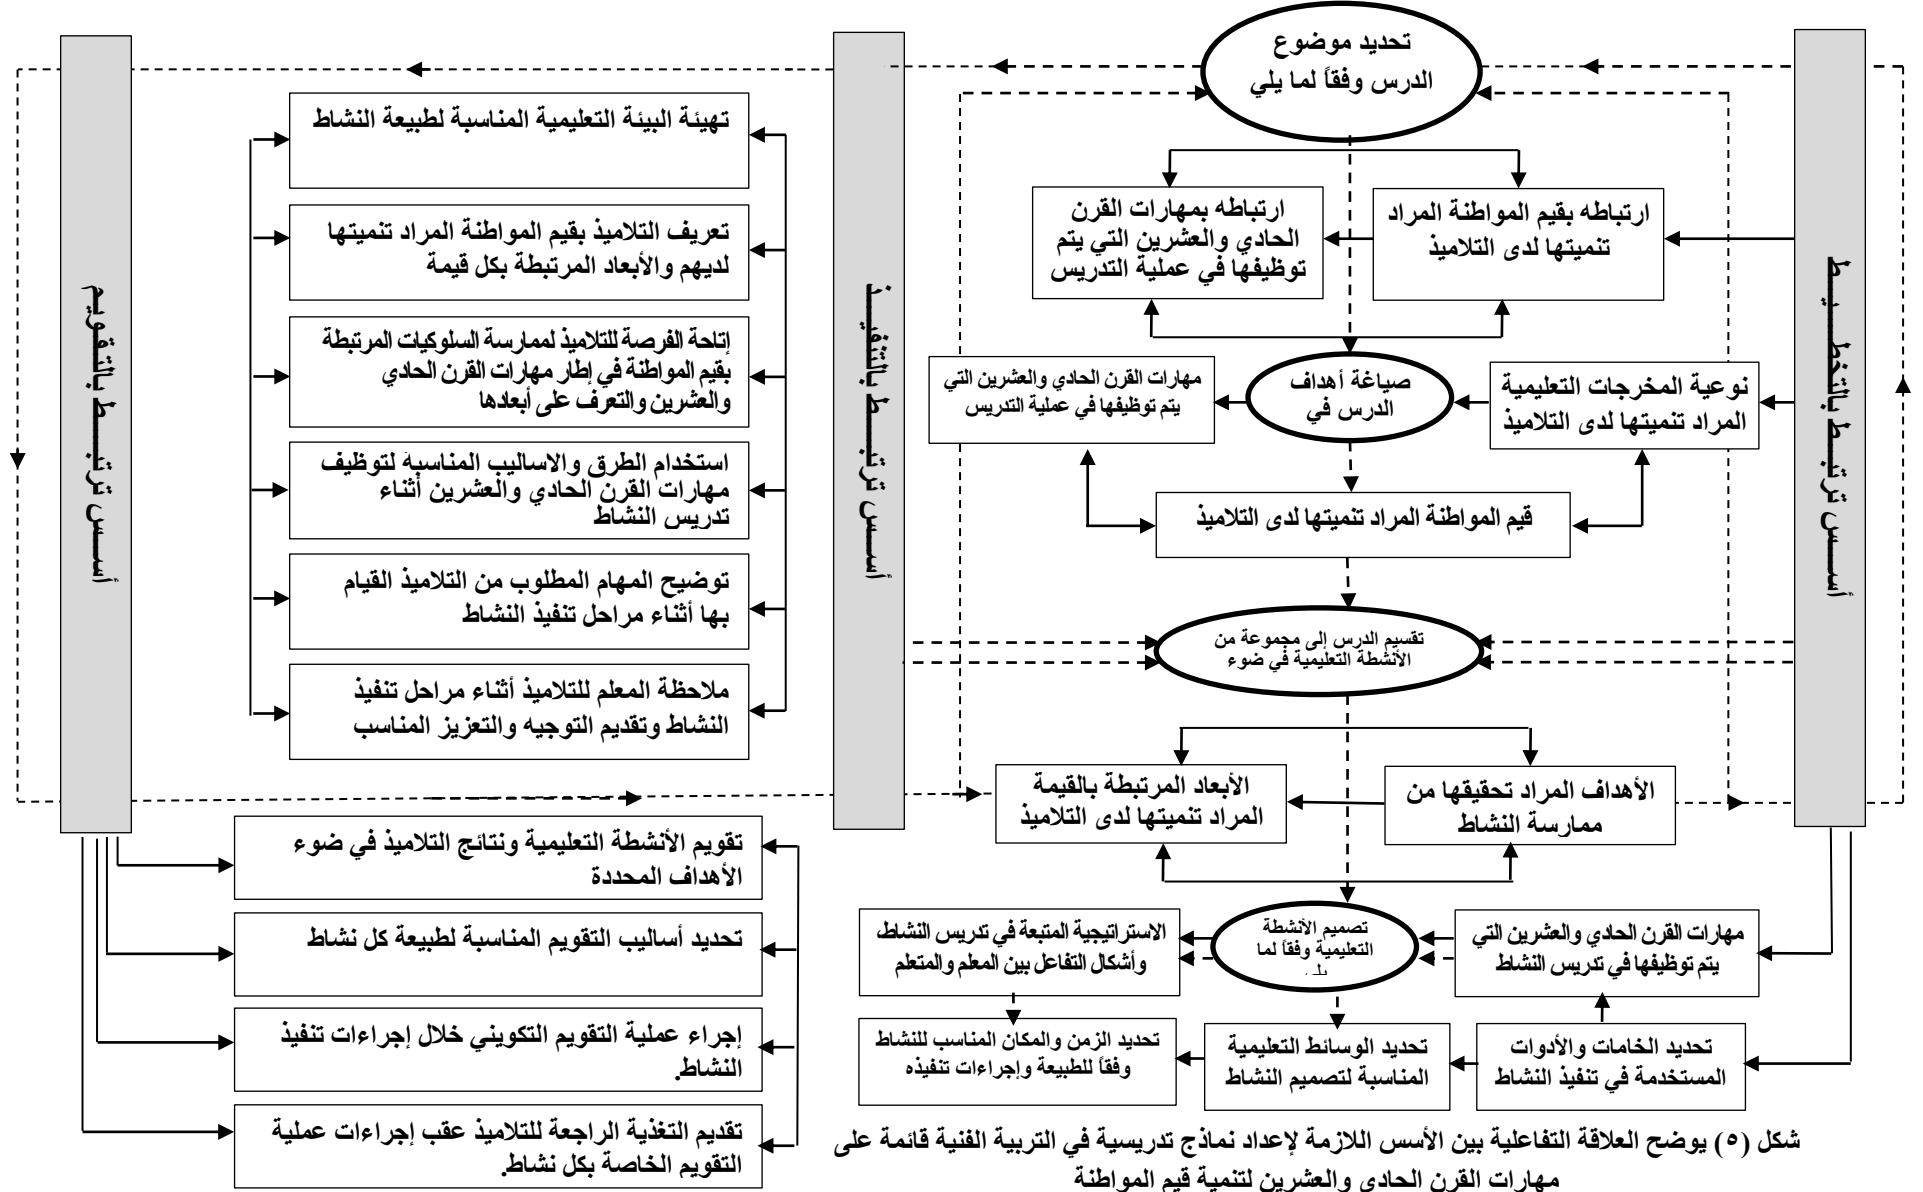 تحديد موضوع
الدرس وفقاً لما يلي
أســـس ترتبـــط بالتخطـــيـــط
ارتباطه بقيم المواطنة المراد
تنميتها لدى التلاميذ
ارتباطه بمهارات القرن
الحادي والعشرين التي يتم
توظيفها في عملية التدريس
نوعية المخرجات التعليمية
المراد تنميتها لدى التلاميذ
صياغة أهداف
الدرس في
مهارات القرن الحادي والعشرين التي
يتم توظيفها في عملية التدريس
قيم المواطنة المراد تنميتها لدى التلاميذ
تقسيم الدرس إلى مجموعة من
الأنشطة التعليمية في ضوء
الأهداف المراد تحقيقها من
ممارسة النشاط
الأبعاد المرتبطة بالقيمة
المراد تنميتها لدى التلاميذ
مهارات القرن الحادي والعشرين التي
يتم توظيفها في تدريس النشاط
تصميم الأنشطة
التعليمية وفقاً لما
يلي
الاستراتيجية المتبعة في تدريس النشاط،
وأشكال التفاعل بين المعلم والمتعلم
تحديد الخامات والأدوات
المستخدمة في تنفيذ النشاط
تحديد الوسائط التعليمية
المناسبة لتصميم النشاط
تحديد الزمن والمكان المناسب للنشاط
وفقاً للطبيعة وإجراءات تنفيذه
أســـس ترتبـــط بالتنفيـــذ
تهيئة البيئة التعليمية المناسبة لطبيعة النشاط
تعريف التلاميذ بقيم المواطنة المراد تنميتها
لديهم والأبعاد المرتبطة بكل قيمة
إتاحة الفرصة للتلاميذ لممارسة السلوكيات المرتبطة
بقيم المواطنة في إطار مهارات القرن الحادي
والعشرين والتعرف على أبعادها
استخدام الطرق والاساليب المناسبة لتوظيف
مهارات القرن الحادي والعشرين أثناء
تدريس النشاط
توضيح المهام المطلوب من التلاميذ القيام
بها أثناء مراحل تنفيذ النشاط
ملاحظة المعلم للتلاميذ أثناء مراحل تنفيذ
النشاط وتقديم التوجيه والتعزيز المناسب
أســـس ترتبـــط بالتقـويـم
تقويم الأنشطة التعليمية ونتائج التلاميذ في ضوء
الأهداف المحددة
تحديد أساليب التقويم المناسبة لطبيعة كل نشاط
إجراء عملية التقويم التكويني خلال إجراءات تنفيذ
النشاط.
تقديم التغذية الراجعة للتلاميذ عقب إجراءات عملية
التقويم الخاصة بكل نشاط.
شكل (٥) يوضح العلاقة التفاعلية بين الأسس اللازمة لإعداد نماذج تدريسية في التربية الفنية قائمة على
مهارات القرن الحادي والعشرين لتنمية قيم المواطنة